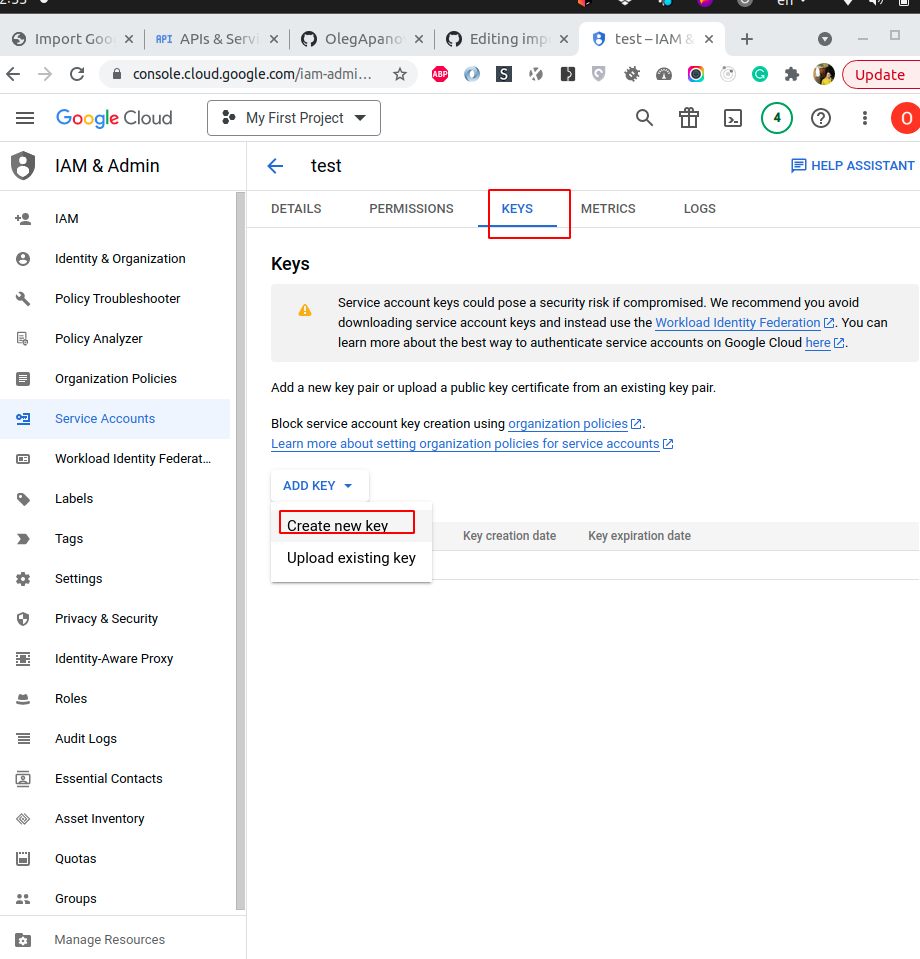 2:55
en
Import Goo
API APIs & Servi
OlegApano
Editing imp
test – IAM &
console.cloud.google.com/iam-admi...
ABP
S
G
Update
Google Cloud
My First Project
4
O
IAM & Admin
test
HELP ASSISTANT
DETAILS PERMISSIONS KEYS METRICS LOGS
IAM
Identity & Organization
Policy Troubleshooter
Policy Analyzer
Organization Policies
Service Accounts
Workload Identity Federat...
Labels
Tags
Settings
Privacy & Security
Identity-Aware Proxy
Roles
Audit Logs
Essential Contacts
Asset Inventory
Quotas
Groups
Manage Resources
Keys
Service account keys could pose a security risk if compromised. We recommend you avoid
downloading service account keys and instead use the Workload Identity Federation. You can
learn more about the best way to authenticate service accounts on Google Cloud here.
Add a new key pair or upload a public key certificate from an existing key pair.
Block service account key creation using organization policies.
Learn more about setting organization policies for service accounts
ADD KEY
Create new key
Upload existing key
Key creation date Key expiration date